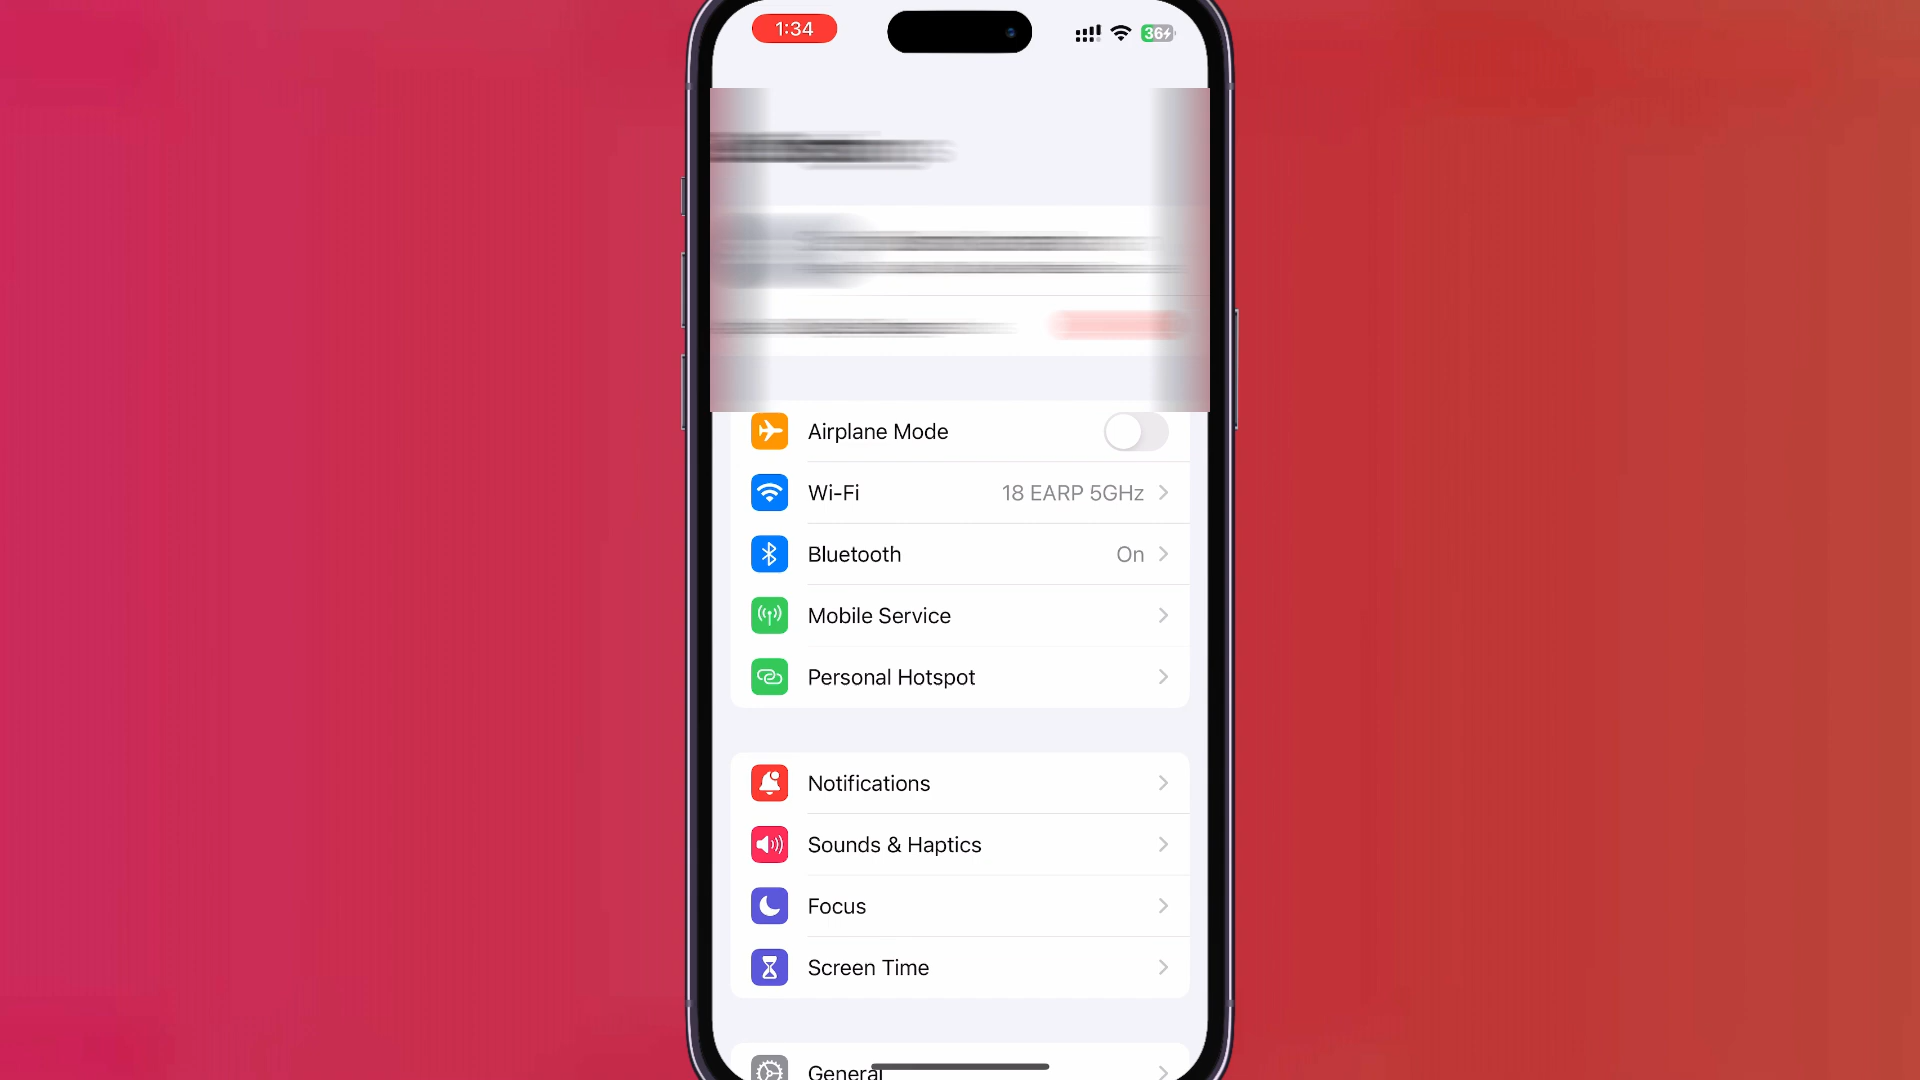 1:34
36
Airplane Mode
Wi-Fi 18 EARP 5GHz
Bluetooth On
Mobile Service
Personal Hotspot
Notifications
Sounds & Haptics
Focus
Screen Time
General